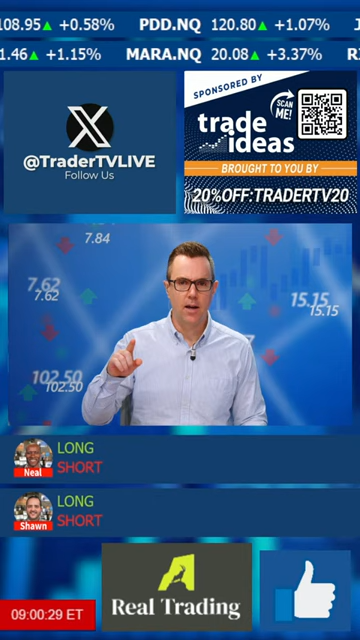 108.95 +0.58% PDD.NQ 120.80 +1.07%
1.46 +1.15% MARA.NQ 20.08 +3.37%
@TraderTVLIVE
Follow Us
SPONSORED BY
SCAN ME!
trade
ideas
BROUGHT TO YOU BY
20%OFF:TRADERTV20
7.84
7.62
7.62
15.15
15.15
102.50
102.50
LONG
SHORT
Neal
LONG
SHORT
Shawn
Real Trading
09:00:29 ET